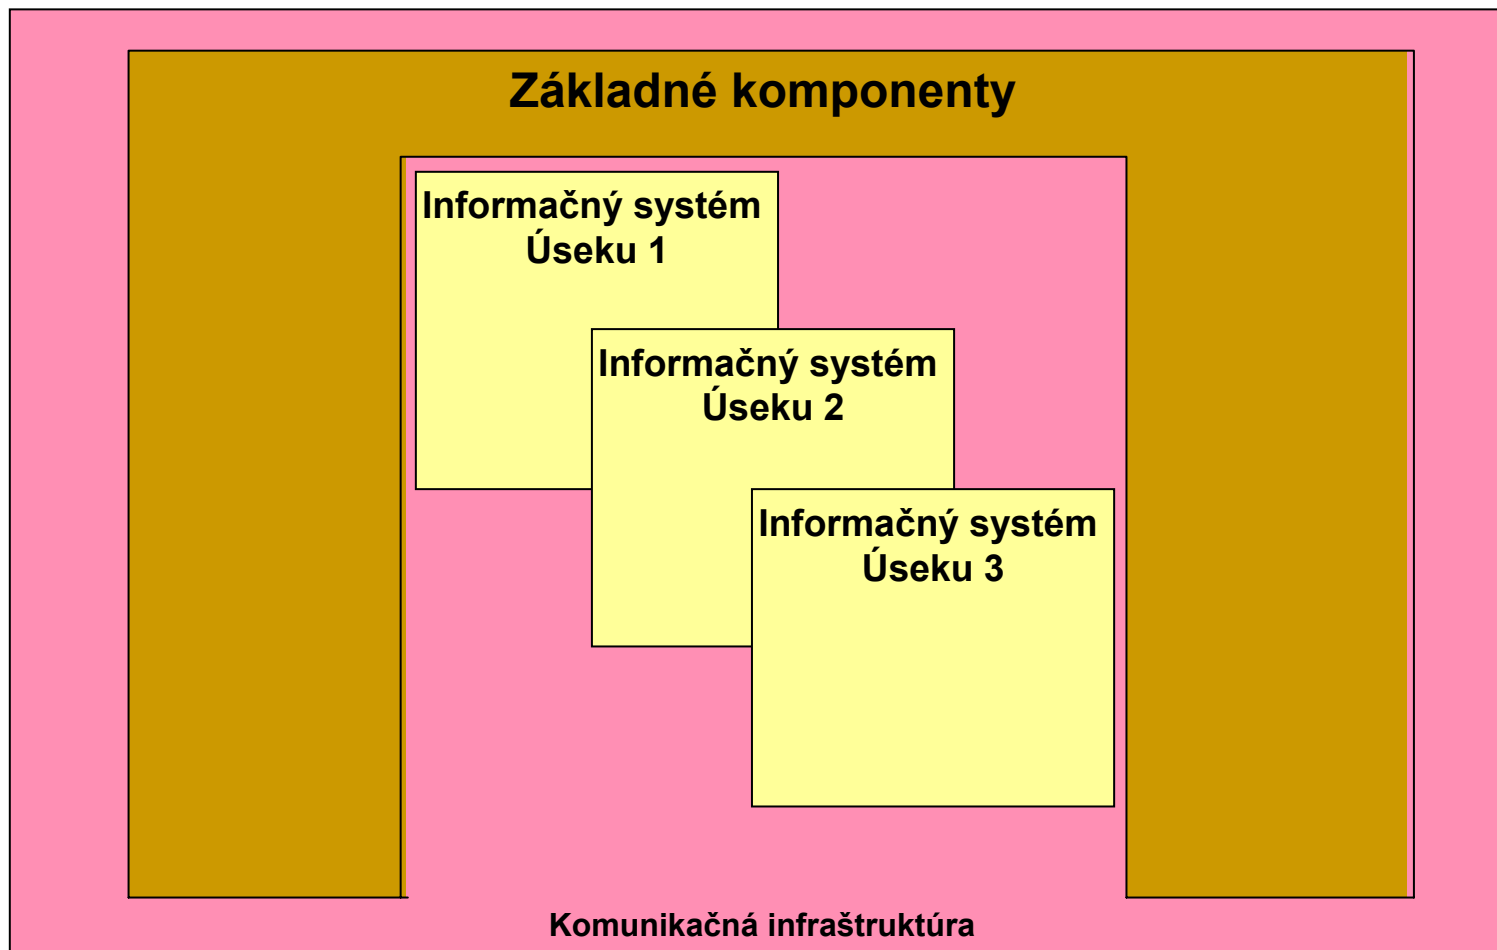 Základné komponenty
Informačný systém
Úseku 1
Informačný systém
Úseku 2
Informačný systém
Úseku 3
Komunikačná infraštruktúra